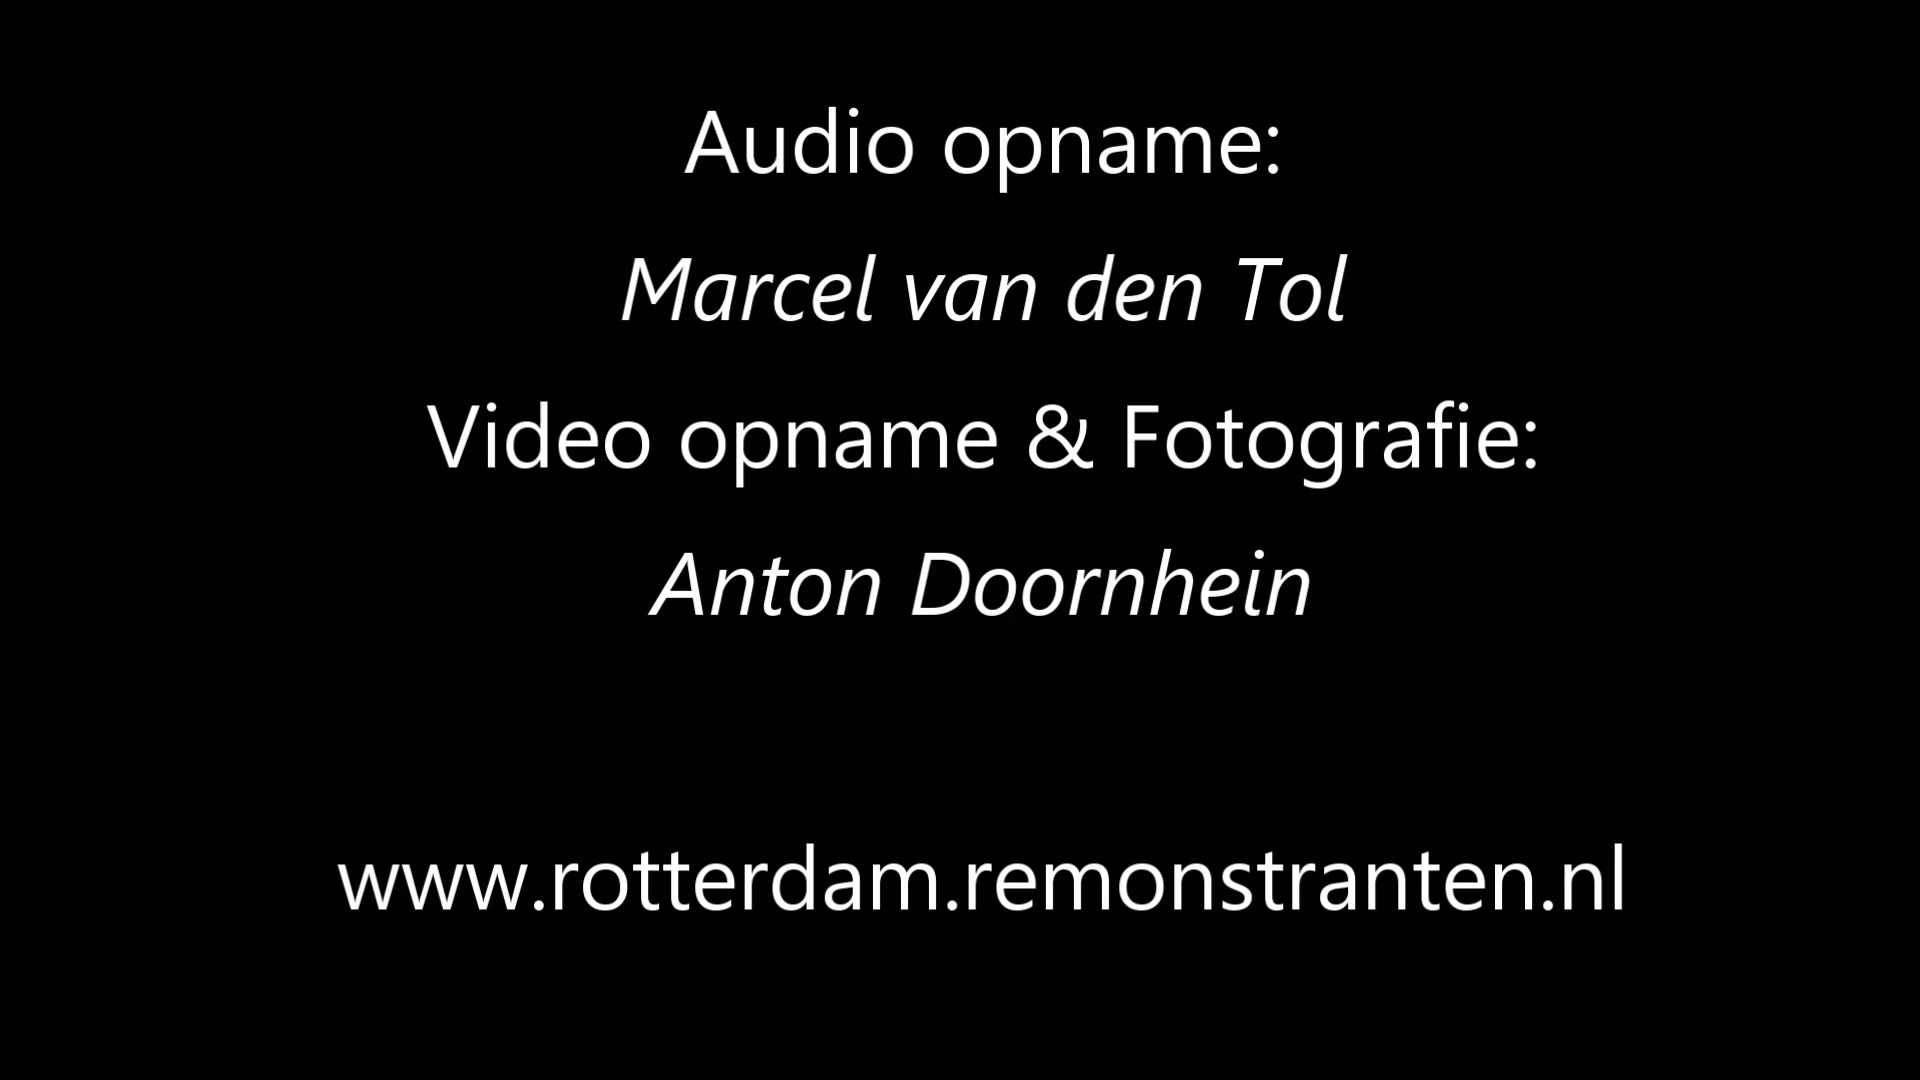 Audio opname:
Marcel van den Tol
Video opname & Fotografie:
Anton Doornhein
www.rotterdam.remonstranten.nl